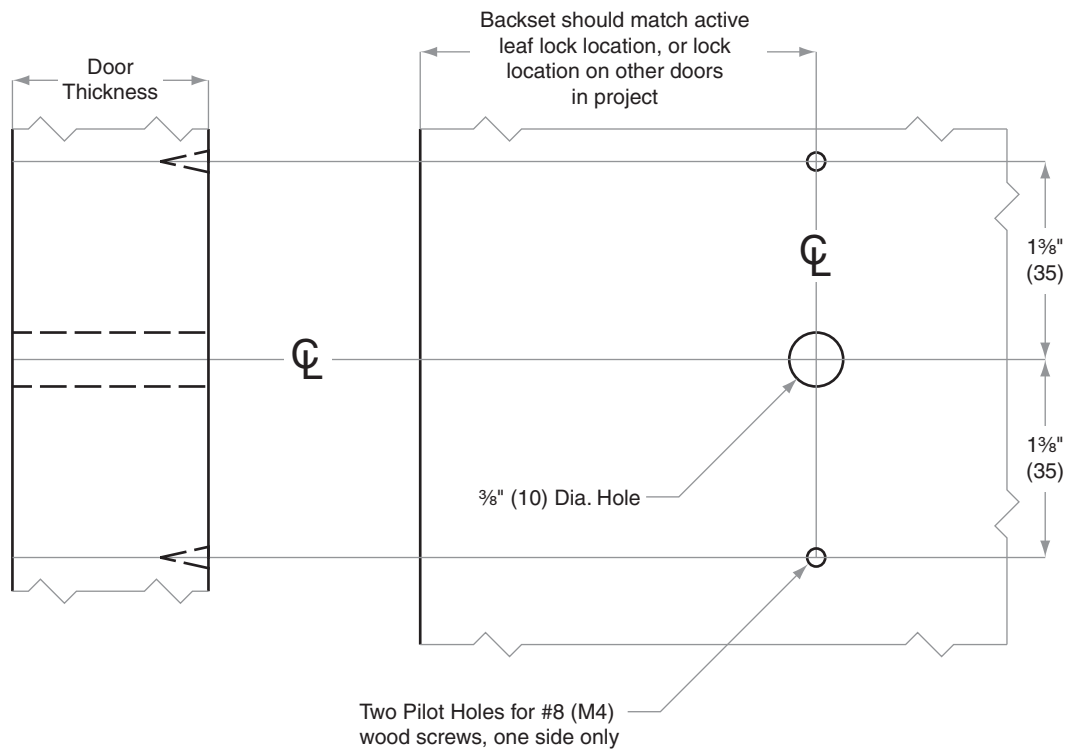 Backset should match active
leaf lock location, or lock
location on other doors
in project
Door
Thickness
℄
1⅜"
(35)
℄
1⅜"
(35)
⅜" (10) Dia. Hole
Two Pilot Holes for #8 (M4)
wood screws, one side only